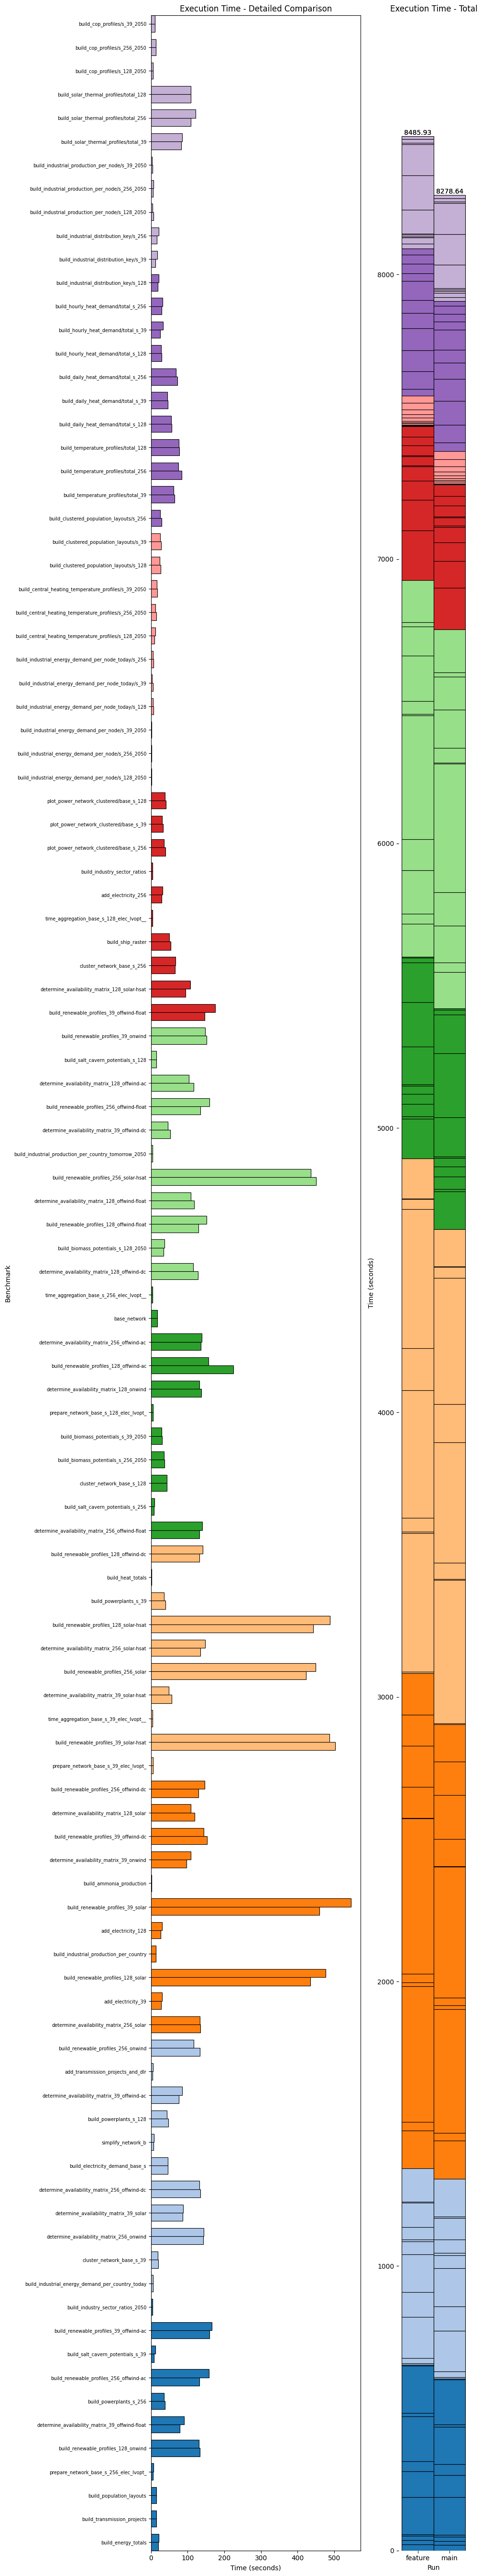 Execution Time - Detailed Comparison
build_cop_profiles/s_39_2050
build_cop_profiles/s_256_2050
build_cop_profiles/s_128_2050
build_solar_thermal_profiles/total_128
build_solar_thermal_profiles/total_256
build_solar_thermal_profiles/total_39
build_industrial_production_per_node/s_39_2050
build_industrial_production_per_node/s_256_2050
build_industrial_production_per_node/s_128_2050
build_industrial_distribution_key/s_256
build_industrial_distribution_key/s_39
build_industrial_distribution_key/s_128
build_hourly_heat_demand/total_s_256
build_hourly_heat_demand/total_s_39
build_hourly_heat_demand/total_s_128
build_daily_heat_demand/total_s_256
build_daily_heat_demand/total_s_39
build_daily_heat_demand/total_s_128
build_temperature_profiles/total_128
build_temperature_profiles/total_256
build_temperature_profiles/total_39
build_clustered_population_layouts/s_256
build_clustered_population_layouts/s_39
build_clustered_population_layouts/s_128
build_central_heating_temperature_profiles/s_39_2050
build_central_heating_temperature_profiles/s_256_2050
build_central_heating_temperature_profiles/s_128_2050
build_industrial_energy_demand_per_node_today/s_256
build_industrial_energy_demand_per_node_today/s_39
build_industrial_energy_demand_per_node_today/s_128
build_industrial_energy_demand_per_node/s_39_2050
build_industrial_energy_demand_per_node/s_256_2050
build_industrial_energy_demand_per_node/s_128_2050
plot_power_network_clustered/base_s_128
plot_power_network_clustered/base_s_39
plot_power_network_clustered/base_s_256
build_industry_sector_ratios
add_electricity_256
time_aggregation_base_s_128_elec_lvopt__
build_ship_raster
cluster_network_base_s_256
determine_availability_matrix_128_solar-hsat
build_renewable_profiles_39_offwind-float
build_renewable_profiles_39_onwind
build_salt_cavern_potentials_s_128
determine_availability_matrix_128_offwind-ac
build_renewable_profiles_256_offwind-float
determine_availability_matrix_39_offwind-dc
build_industrial_production_per_country_tomorrow_2050
build_renewable_profiles_256_solar-hsat
determine_availability_matrix_128_offwind-float
build_renewable_profiles_128_offwind-float
build_biomass_potentials_s_128_2050
determine_availability_matrix_128_offwind-dc
time_aggregation_base_s_256_elec_lvopt__
base_network
determine_availability_matrix_256_offwind-ac
build_renewable_profiles_128_offwind-ac
determine_availability_matrix_128_onwind
prepare_network_base_s_128_elec_lvopt_
build_biomass_potentials_s_39_2050
build_biomass_potentials_s_256_2050
cluster_network_base_s_128
build_salt_cavern_potentials_s_256
determine_availability_matrix_256_offwind-float
build_renewable_profiles_128_offwind-dc
build_heat_totals
build_powerplants_s_39
build_renewable_profiles_128_solar-hsat
determine_availability_matrix_256_solar-hsat
build_renewable_profiles_256_solar
determine_availability_matrix_39_solar-hsat
time_aggregation_base_s_39_elec_lvopt__
build_renewable_profiles_39_solar-hsat
prepare_network_base_s_39_elec_lvopt_
build_renewable_profiles_256_offwind-dc
determine_availability_matrix_128_solar
build_renewable_profiles_39_offwind-dc
determine_availability_matrix_39_onwind
build_ammonia_production
build_renewable_profiles_39_solar
add_electricity_128
build_industrial_production_per_country
build_renewable_profiles_128_solar
add_electricity_39
determine_availability_matrix_256_solar
build_renewable_profiles_256_onwind
add_transmission_projects_and_dlr
determine_availability_matrix_39_offwind-ac
build_powerplants_s_128
simplify_network_b
build_electricity_demand_base_s
determine_availability_matrix_256_offwind-dc
determine_availability_matrix_39_solar
determine_availability_matrix_256_onwind
cluster_network_base_s_39
build_industrial_energy_demand_per_country_today
build_industry_sector_ratios_2050
build_renewable_profiles_39_offwind-ac
build_salt_cavern_potentials_s_39
build_renewable_profiles_256_offwind-ac
build_powerplants_s_256
determine_availability_matrix_39_offwind-float
build_renewable_profiles_128_onwind
prepare_network_base_s_256_elec_lvopt_
build_population_layouts
build_transmission_projects
build_energy_totals
Benchmark
0 100 200 300 400 500
Time (seconds)
Execution Time - Total
8485.93
8278.64
8000
7000
6000
5000
4000
3000
2000
1000
0
Time (seconds)
feature main
Run